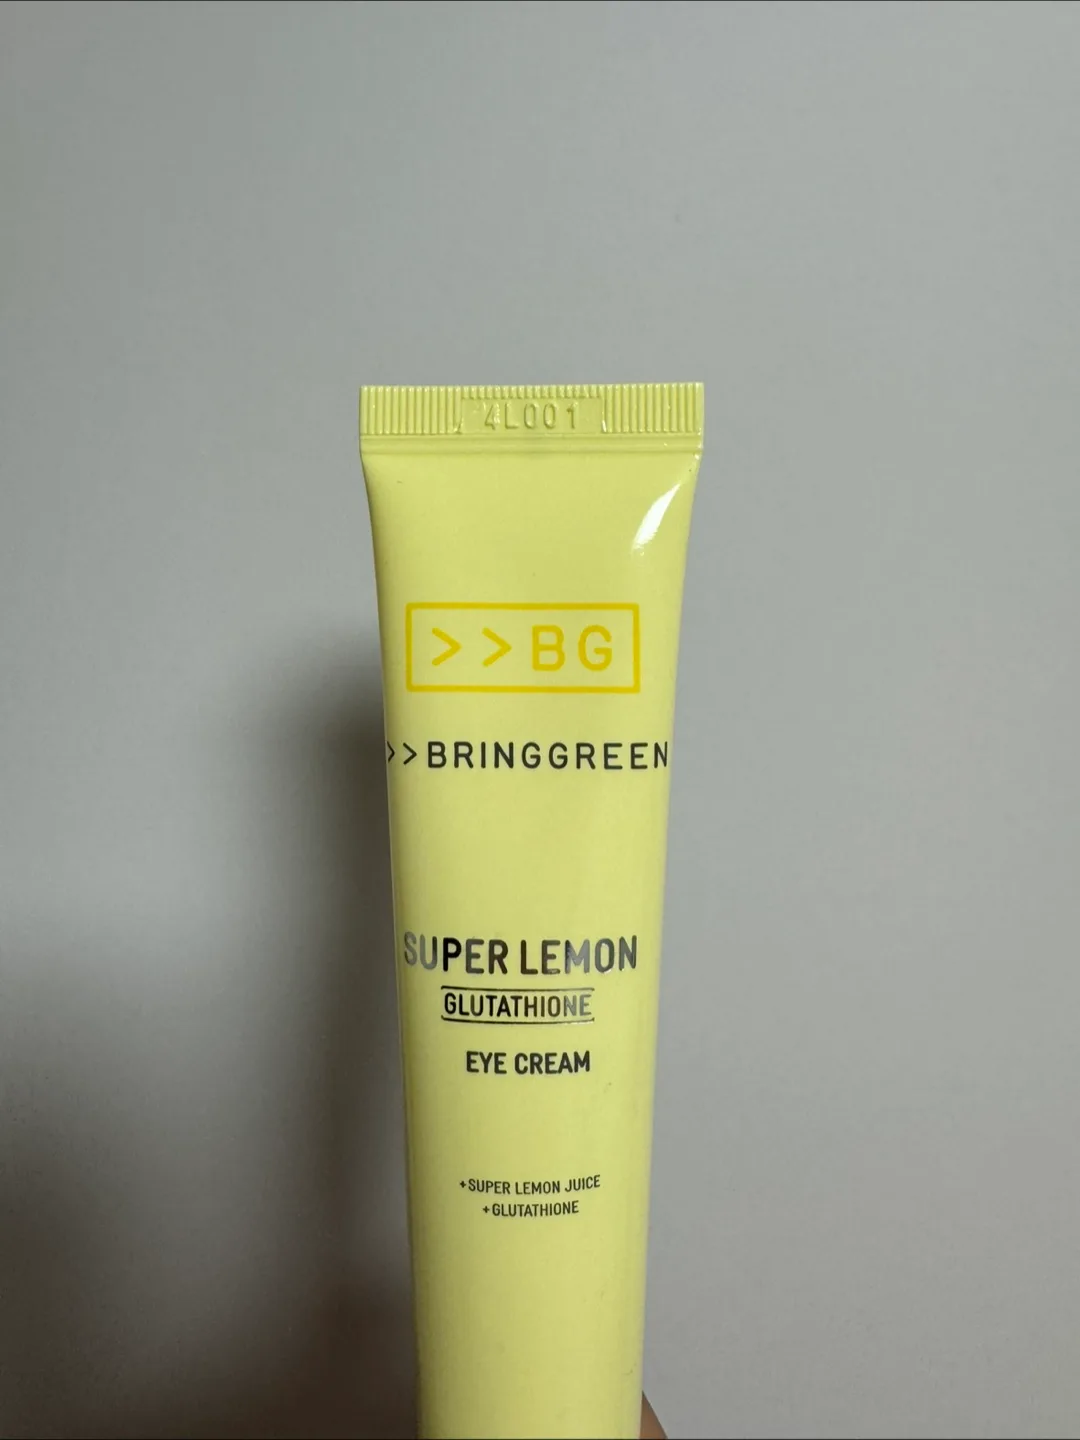 4L001
>>BG
>>BRINGGREEN
SUPER LEMON
GLUTATHIONE
EYE CREAM
+SUPER LEMON JUICE
+GLUTATHIONE